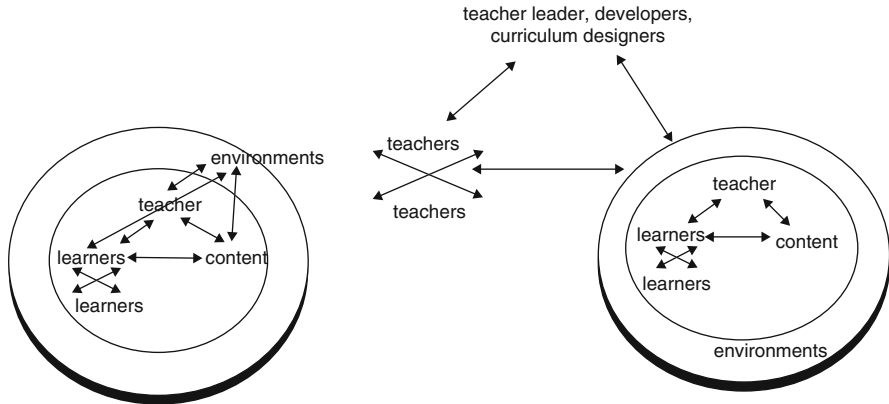 environments
teacher
learners
content
learners
teacher leader, developers,
curriculum designers
teachers
teachers
teacher
learners
content
learners
environments